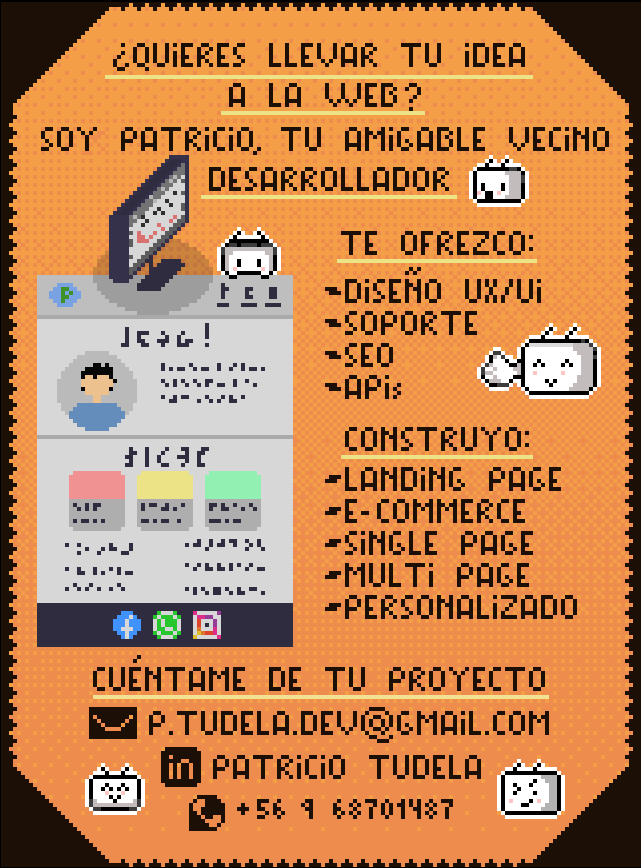 ¿QUiERES LLEVAR TU iDEA
A LA WEB?
SOY PATRiCiO, TU AMiGABLE VECiNO
DESARROLLADOR
TE OFREZCO:
-DiSEÑO UX/Ui
-SOPORTE
-SEO
-APis
CONSTRUYO:
-LANDiNG PAGE
-E-COMMERCE
-SiNGLE PAGE
-MULTi PAGE
-PERSONALiZADO
CUÉNTAME DE TU PROYECTO
P.TUDELA.DEV@GMAiL.COM
in PATRiCiO TUDELA
+56 9 68701487
P